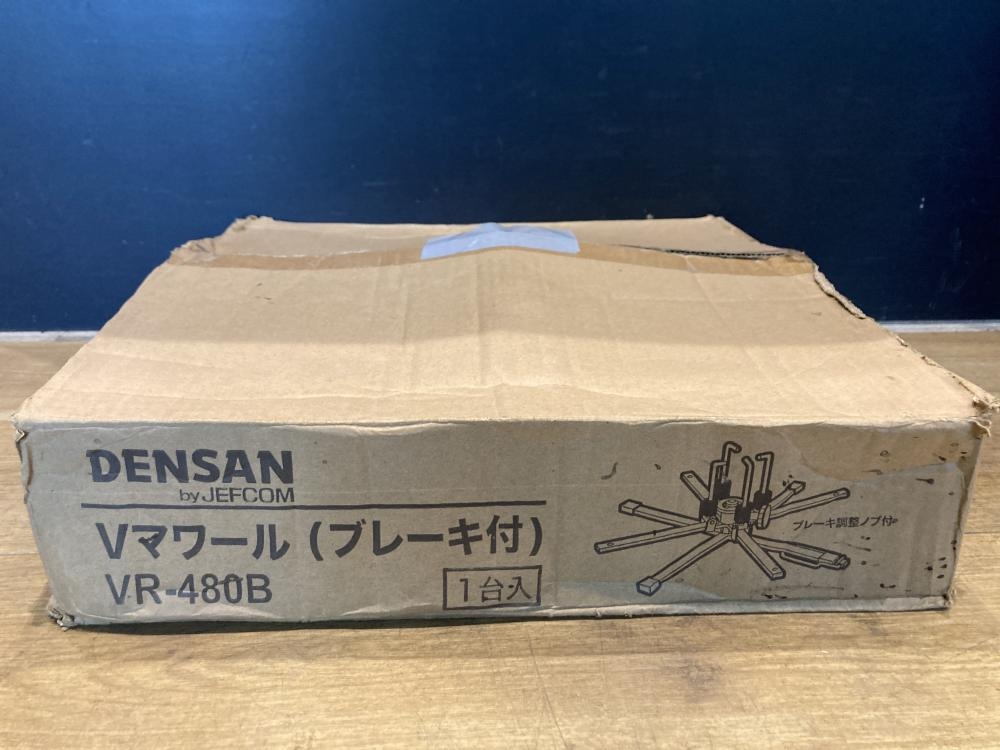 DENSAN
by JEFCOM
Vマワール (ブレーキ付)
VR-480B
1台入
ブレーキ調整ノブ付